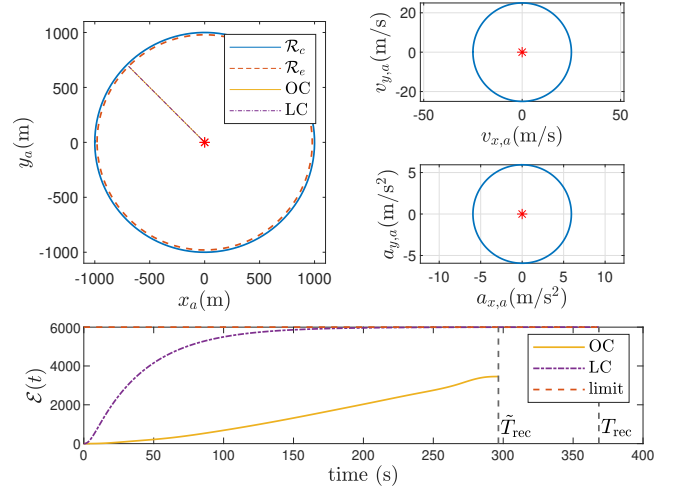 1000
500
0
-500
-1000
y_a(m)
-1000 -500 0 500 1000
x_a(m)
ℛ_c
ℛ_e
OC
LC
20
0
-20
v_{y,a}(m/s)
-50 0 50
v_{x,a}(m/s)
5
0
-5
a_{y,a}(m/s²)
-10 -5 0 5 10
a_{x,a}(m/s²)
6000
4000
2000
0
ℰ(t)
OC
LC
limit
T̃_rec
T_rec
0 50 100 150 200 250 300 350 400
time (s)